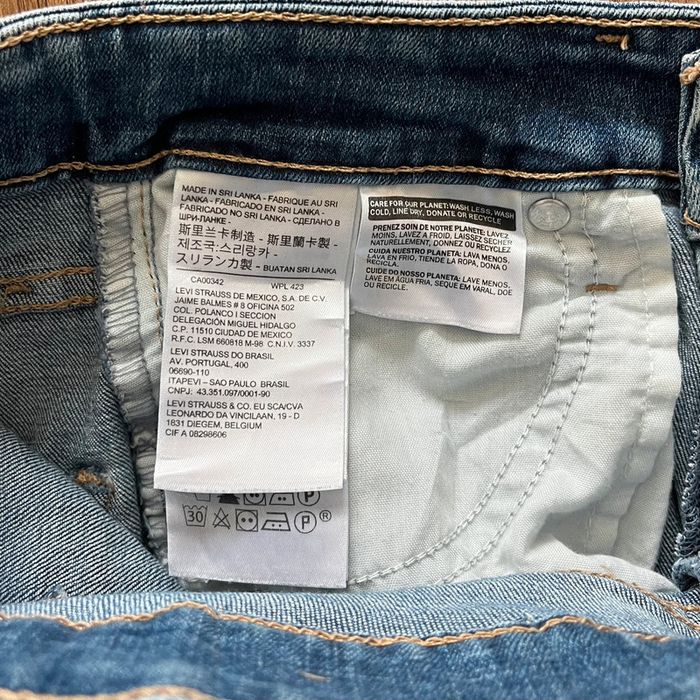 MADE IN SRI LANKA - FABRIQUE AU SRI
LANKA - FABRICADO EN SRI LANKA -
FABRICADO NO SRI LANKA - СДЕЛАНО В
ШРИ-ЛАНКЕ -
斯里兰卡制造 - 斯里蘭卡製 -
제조국:스리랑카 -
スリランカ製 - BUATAN SRI LANKA
CA00342 WPL 423
LEVI STRAUSS DE MEXICO, S.A. DE C.V.
JAIME BALMES # 8 OFICINA 502
COL. POLANCO I SECCION
DELEGACIÓN MIGUEL HIDALGO
C.P. 11510 CIUDAD DE MEXICO
R.F.C. LSM 660818 M-98 C.N.I.V. 3337
LEVI STRAUSS DO BRASIL
AV. PORTUGAL, 400
06690-110
ITAPEVI – SAO PAULO BRASIL
CNPJ: 43.351.097/0001-90
LEVI STRAUSS & CO. EU SCA/CVA
LEONARDO DA VINCILAAN, 19 - D
1831 DIEGEM, BELGIUM
CIF A 08298606
30 P ®
CARE FOR OUR PLANET: WASH LESS, WASH
COLD, LINE DRY, DONATE OR RECYCLE
PRENEZ SOIN DE NOTRE PLANETE: LAVEZ
MOINS, LAVEZ A FROID, LAISSEZ SECHER
NATURELLEMENT, DONNEZ OU RECYCLEZ
CUIDA NUESTRO PLANETA: LAVA MENOS,
LAVA EN FRIO, TIENDE LA ROPA, DONA O
RECICLA.
CUIDE DO NOSSO PLANETA: LAVE MENOS,
LAVE EM ÁGUA FRIA, SEQUE EM VARAL, DOE
OU RECICLE.